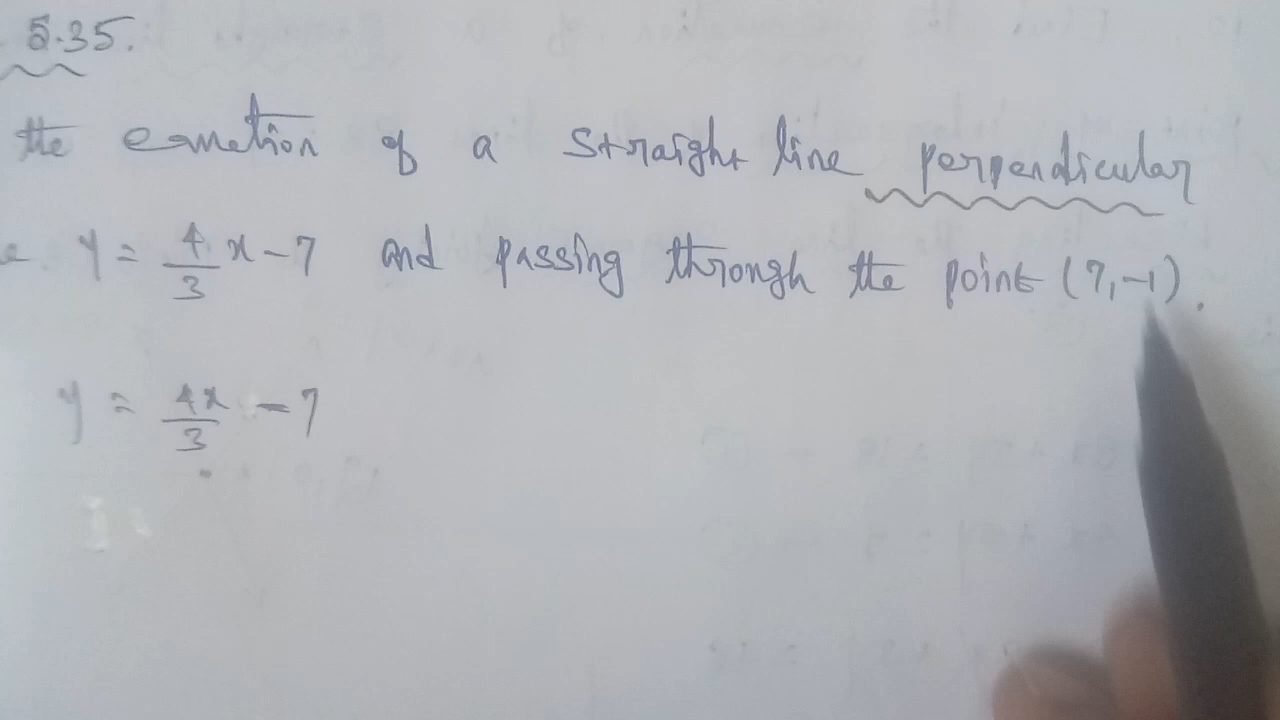 5.35.
the equation of a straight line perpendicular
y = 4/3 x - 7 and passing through the point (7,-1).
y = 4x/3 - 7